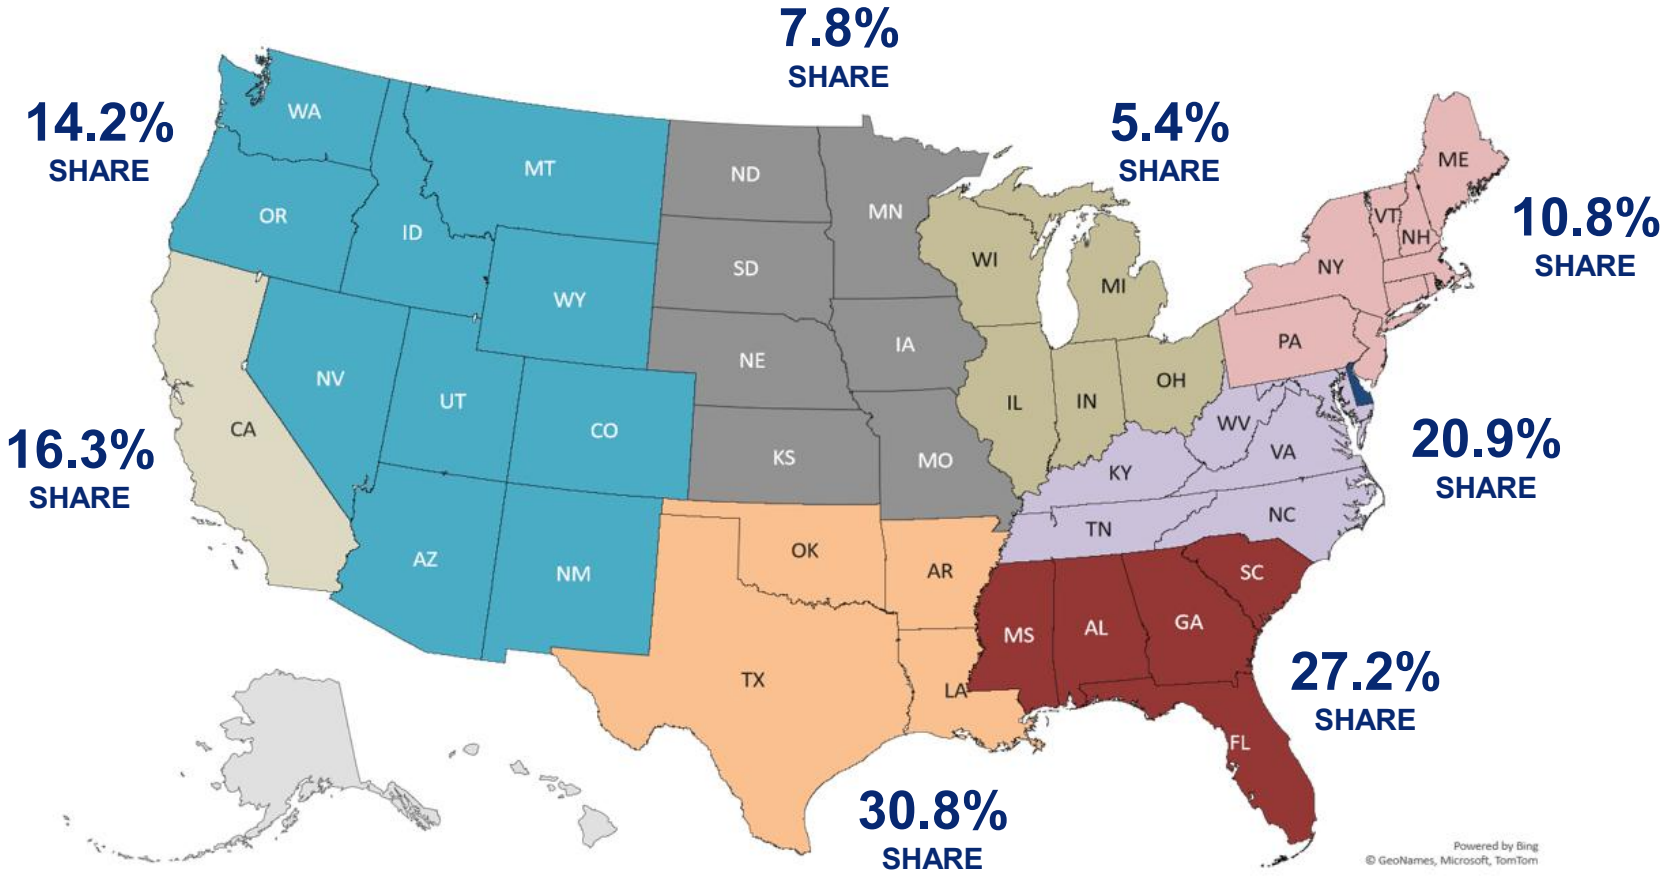 7.8%
SHARE
14.2%
SHARE
5.4%
SHARE
10.8%
SHARE
16.3%
SHARE
20.9%
SHARE
27.2%
SHARE
30.8%
SHARE
WA
MT
ND
MN
ME
VT
NH
OR
ID
SD
WI
MI
NY
WY
NE
IA
PA
NV
UT
CO
KS
MO
IL
IN
OH
WV
VA
CA
KY
NC
TN
AZ
NM
OK
AR
SC
MS
AL
GA
TX
LA
FL
Powered by Bing
© GeoNames, Microsoft, TomTom